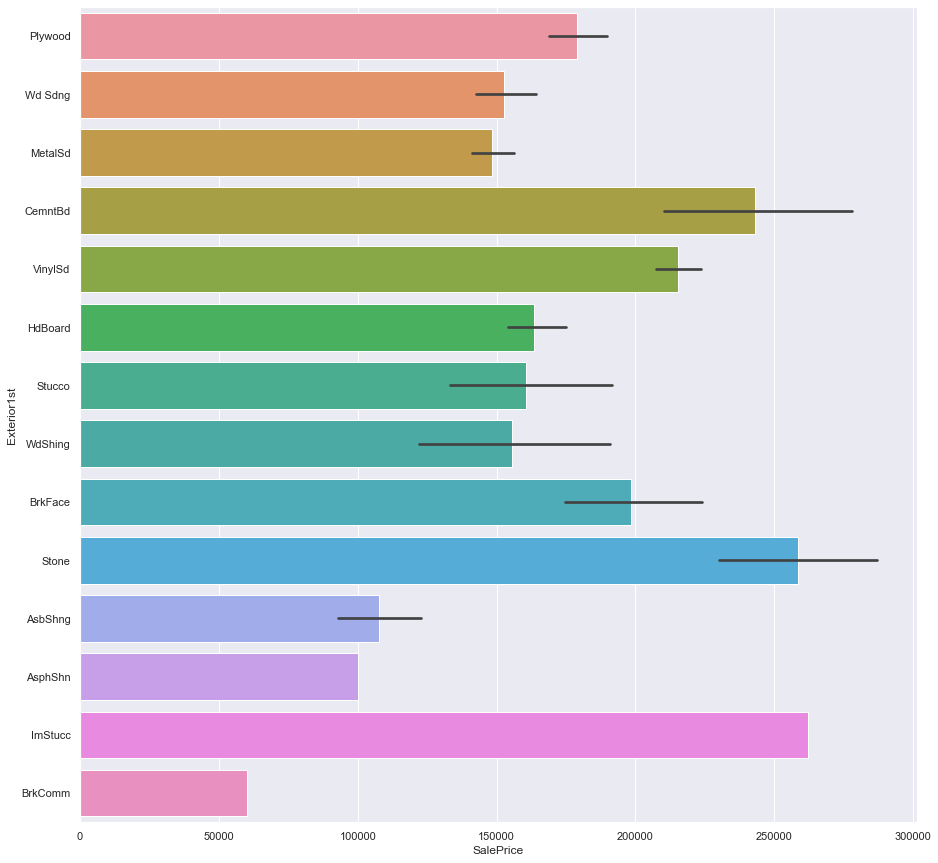 Exterior1st
Plywood
Wd Sdng
MetalSd
CemntBd
VinylSd
HdBoard
Stucco
WdShing
BrkFace
Stone
AsbShng
AsphShn
ImStucc
BrkComm
0 50000 100000 150000 200000 250000 300000
SalePrice